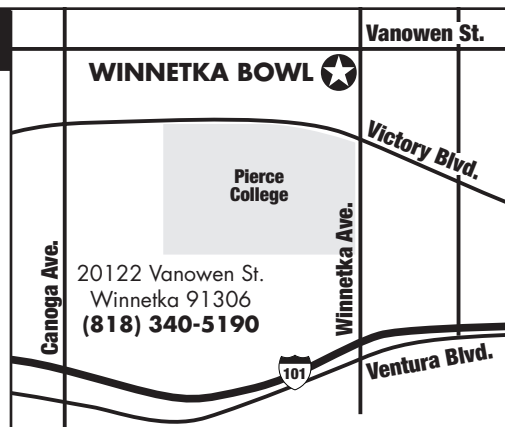 Vanowen St.
WINNETKA BOWL
Victory Blvd.
Pierce
College
Canoga Ave.
Winnetka Ave.
20122 Vanowen St.
Winnetka 91306
(818) 340-5190
101
Ventura Blvd.